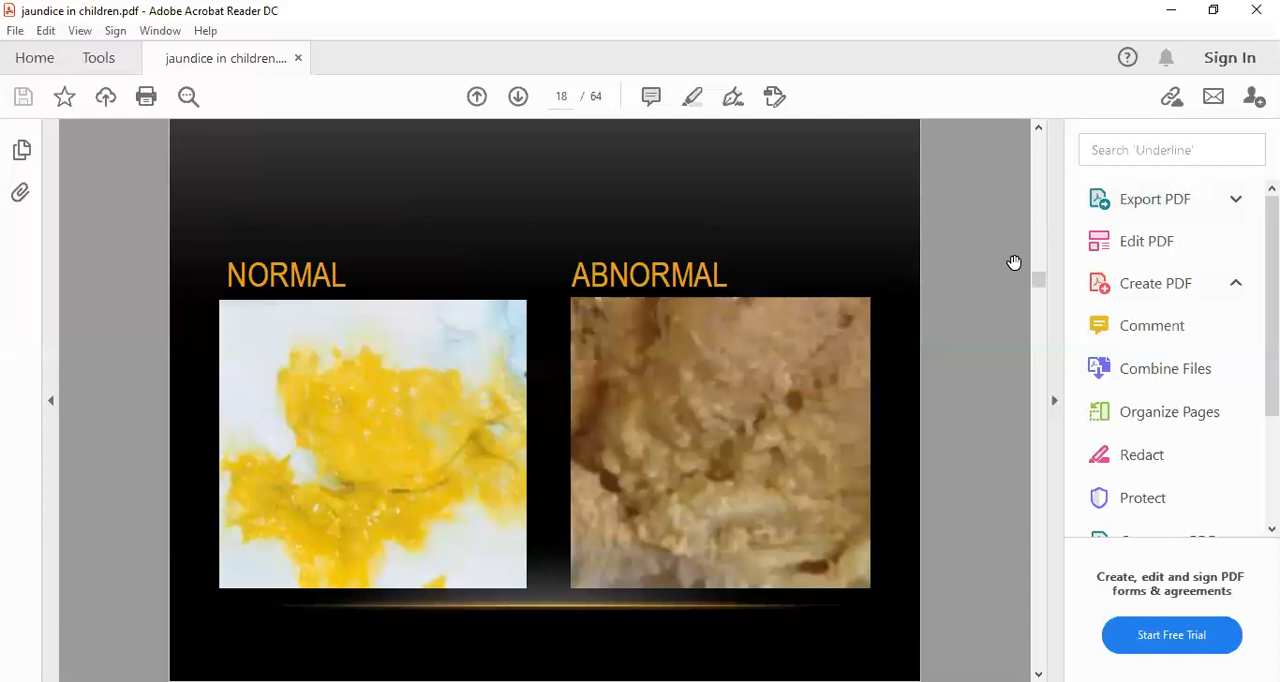 jaundice in children.pdf - Adobe Acrobat Reader DC
File Edit View Sign Window Help
Home Tools jaundice in children.... × Sign In
18 / 64
Search 'Underline'
Export PDF
Edit PDF
Create PDF
Comment
Combine Files
Organize Pages
Redact
Protect
Create, edit and sign PDF
forms & agreements
Start Free Trial
NORMAL ABNORMAL